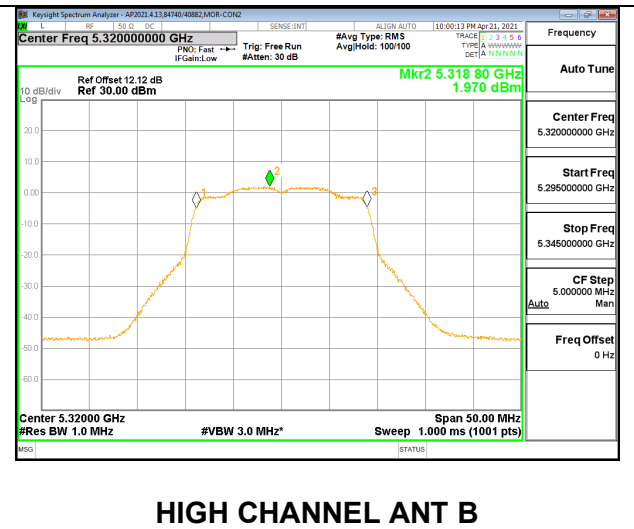 Keysight Spectrum Analyzer - AP2021.4.13,84740/40882,MOR-CON2
L RF 50 Ω DC SENSE:INT ALIGN AUTO 10:00:13 PM Apr 21, 2021
Center Freq 5.320000000 GHz
PNO: Fast
IFGain:Low
Trig: Free Run
#Atten: 30 dB
#Avg Type: RMS
Avg|Hold: 100/100
TRACE 1 2 3 4 5 6
TYPE A WWWWW
DET A N N N N N
Frequency
Mkr2 5.318 80 GHz
1.970 dBm
Ref Offset 12.12 dB
10 dB/div Ref 30.00 dBm
Log
20.0
10.0
0.00
-10.0
-20.0
-30.0
-40.0
-50.0
-60.0
1
2
3
Center 5.32000 GHz Span 50.00 MHz
#Res BW 1.0 MHz #VBW 3.0 MHz* Sweep 1.000 ms (1001 pts)
MSG STATUS
Auto Tune
Center Freq
5.320000000 GHz
Start Freq
5.295000000 GHz
Stop Freq
5.345000000 GHz
CF Step
5.000000 MHz
Auto Man
Freq Offset
0 Hz
HIGH CHANNEL ANT B